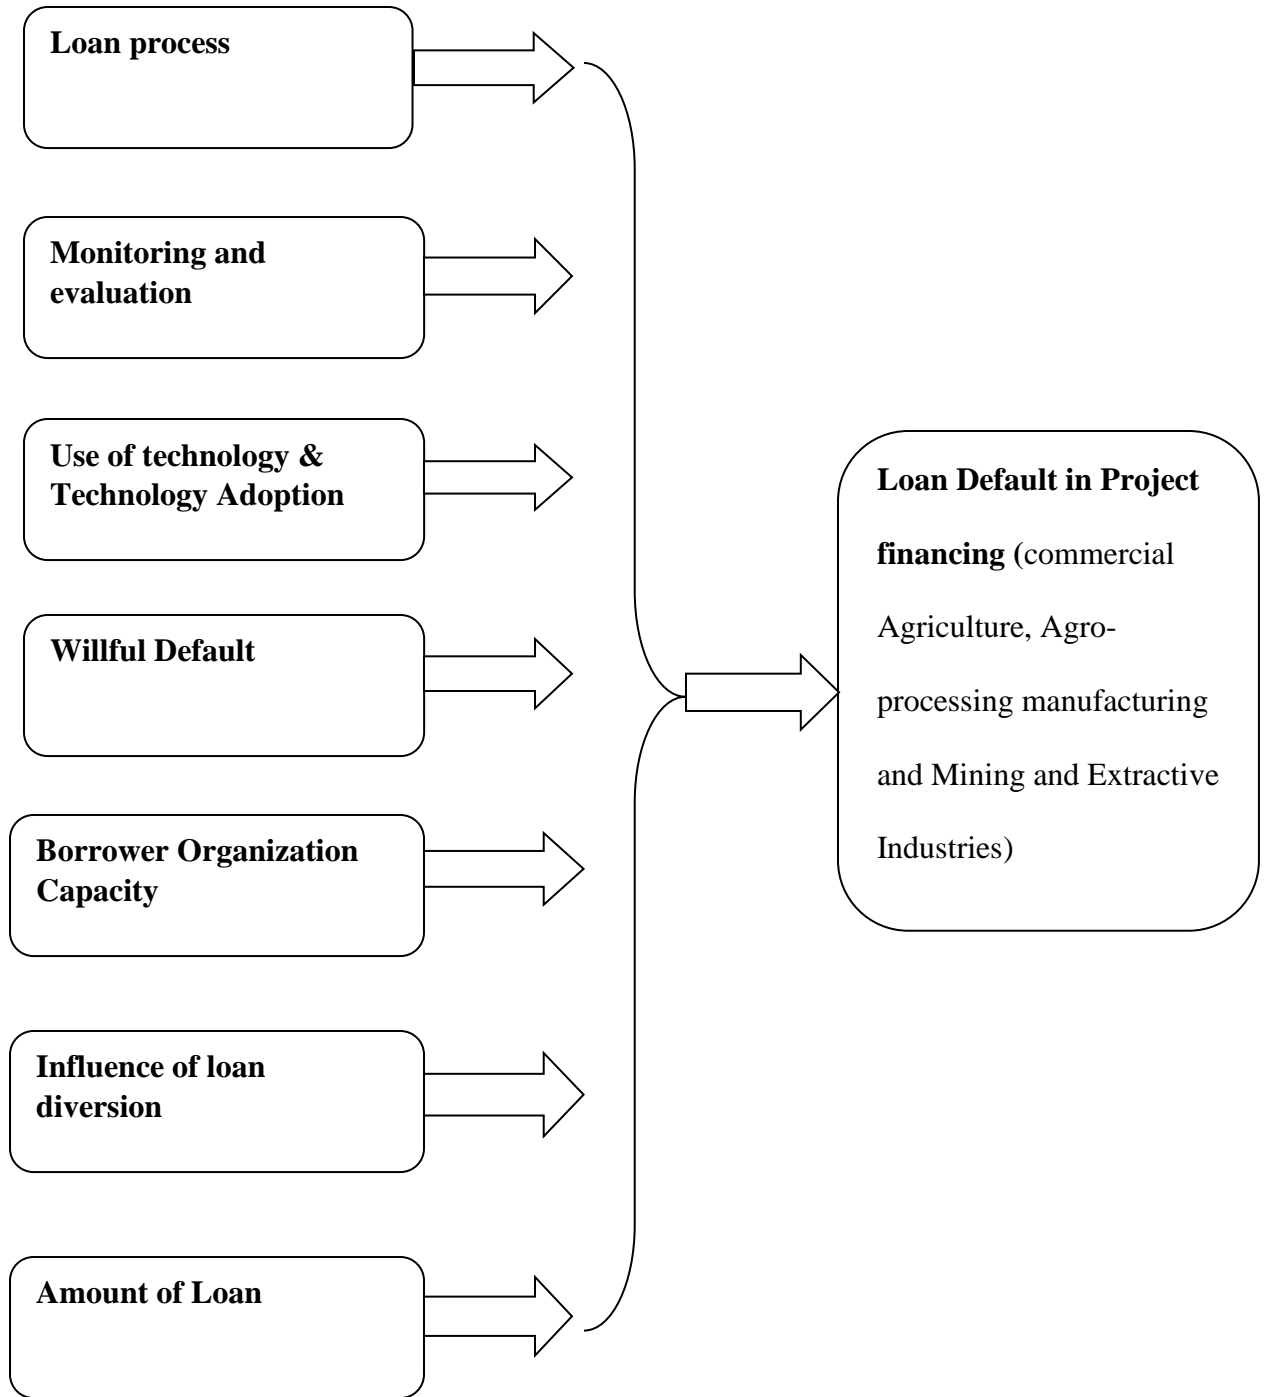 Loan process
Monitoring and
evaluation
Use of technology &
Technology Adoption
Willful Default
Borrower Organization
Capacity
Influence of loan
diversion
Amount of Loan
Loan Default in Project
financing (commercial
Agriculture, Agro-
processing manufacturing
and Mining and Extractive
Industries)